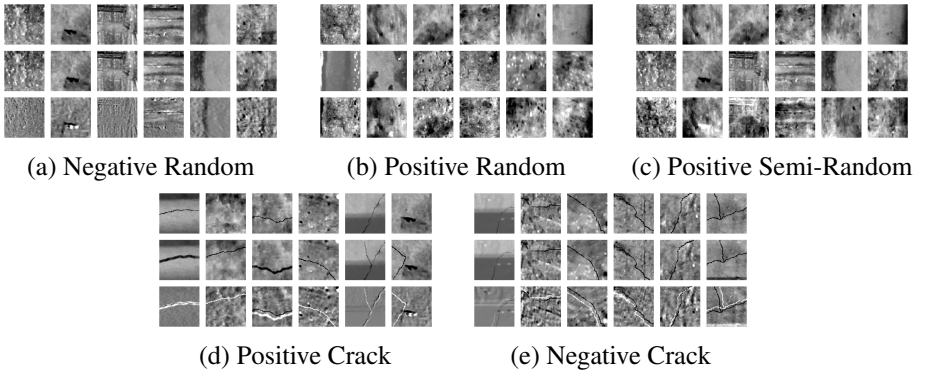 (a) Negative Random
(b) Positive Random
(c) Positive Semi-Random
(d) Positive Crack
(e) Negative Crack